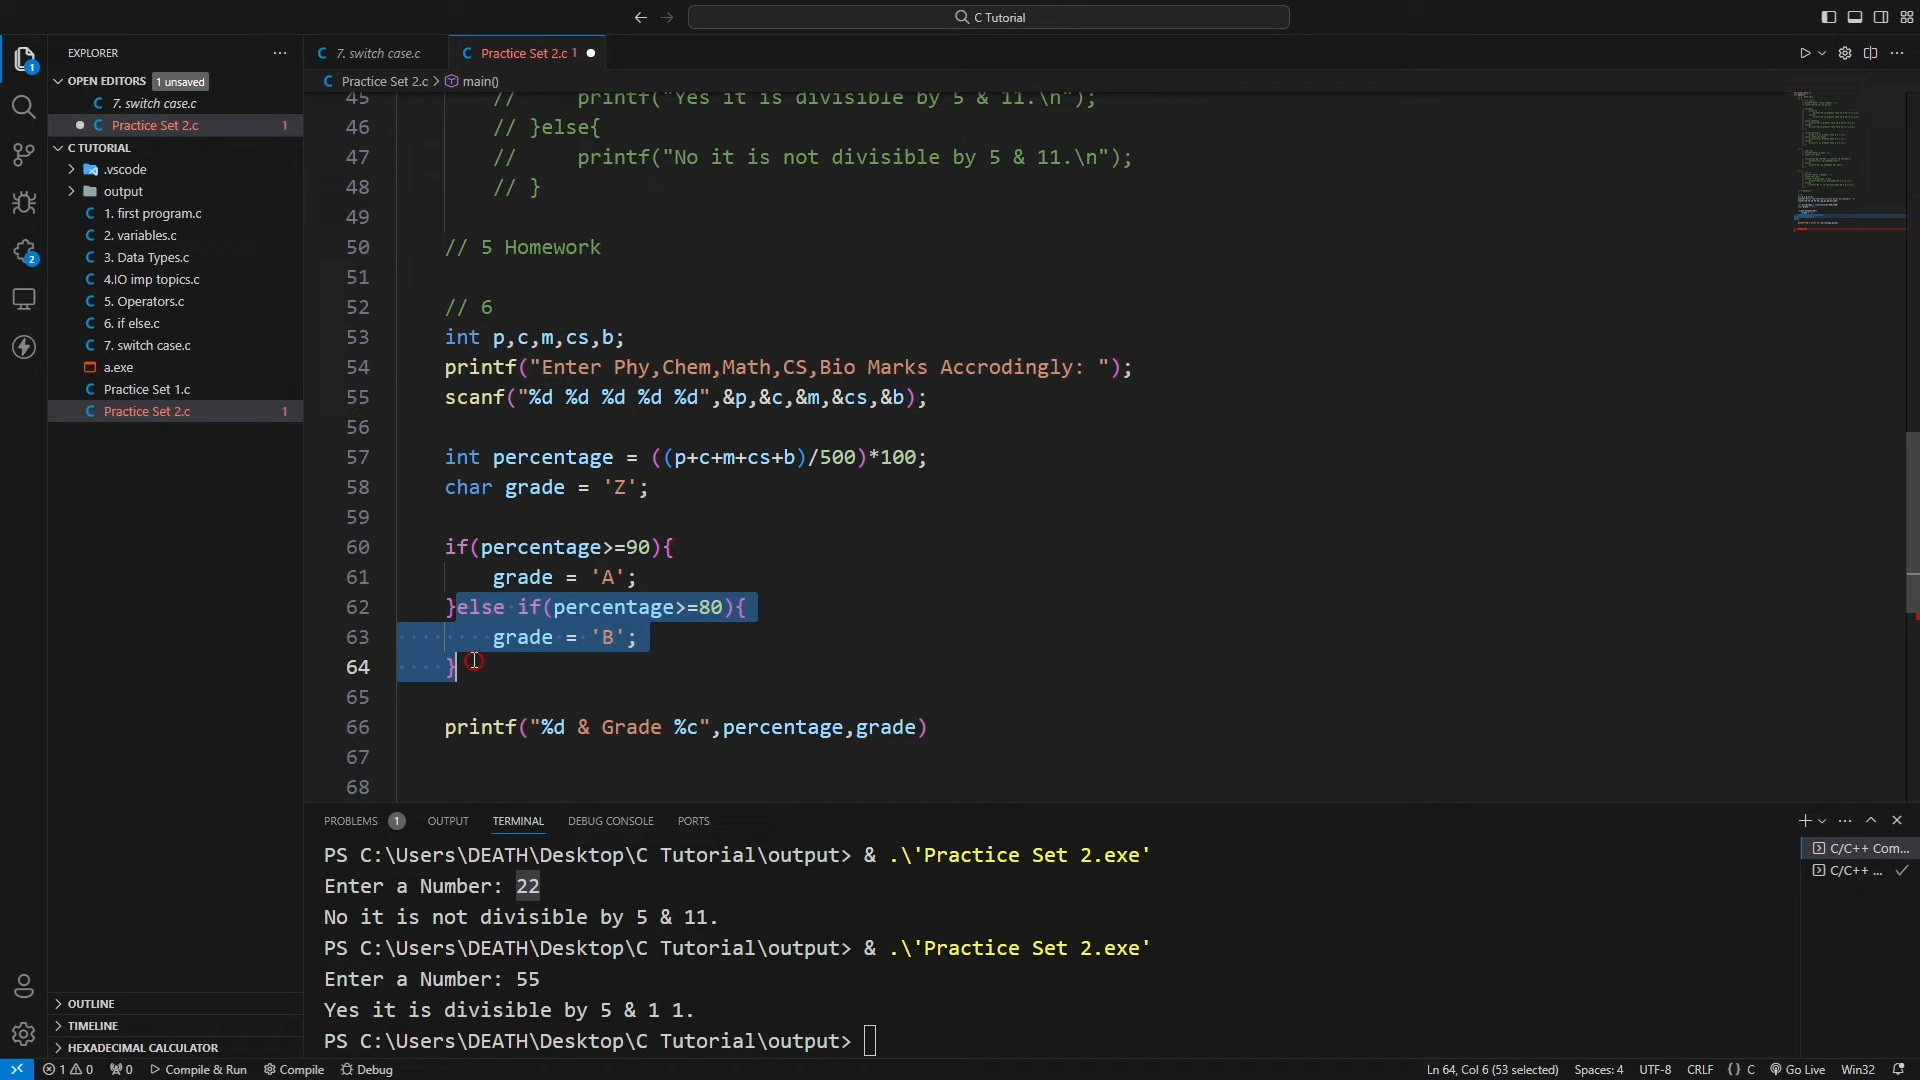 C Tutorial
EXPLORER
OPEN EDITORS 1 unsaved
7. switch case.c
Practice Set 2.c 1
C TUTORIAL
.vscode
output
1. first program.c
2. variables.c
3. Data Types.c
4.IO imp topics.c
5. Operators.c
6. if else.c
7. switch case.c
a.exe
Practice Set 1.c
Practice Set 2.c 1
OUTLINE
TIMELINE
HEXADECIMAL CALCULATOR
1
2
C 7. switch case.c
C Practice Set 2.c 1
C Practice Set 2.c > main()
45 // printf("Yes it is divisible by 5 & 11.\n");
46 // }else{
47 // printf("No it is not divisible by 5 & 11.\n");
48 // }
49
50 // 5 Homework
51
52 // 6
53 int p,c,m,cs,b;
54 printf("Enter Phy,Chem,Math,CS,Bio Marks Accrodingly: ");
55 scanf("%d %d %d %d %d",&p,&c,&m,&cs,&b);
56
57 int percentage = ((p+c+m+cs+b)/500)*100;
58 char grade = 'Z';
59
60 if(percentage>=90){
61 grade = 'A';
62 }else if(percentage>=80){
63 grade = 'B';
64 }
65
66 printf("%d & Grade %c",percentage,grade)
67
68
PROBLEMS 1 OUTPUT TERMINAL DEBUG CONSOLE PORTS
PS C:\Users\DEATH\Desktop\C Tutorial\output> & .\'Practice Set 2.exe'
Enter a Number: 22
No it is not divisible by 5 & 11.
PS C:\Users\DEATH\Desktop\C Tutorial\output> & .\'Practice Set 2.exe'
Enter a Number: 55
Yes it is divisible by 5 & 1 1.
PS C:\Users\DEATH\Desktop\C Tutorial\output>
C/C++ Com...
C/C++ ...
1 0 0 Compile & Run Compile Debug Ln 64, Col 6 (53 selected) Spaces: 4 UTF-8 CRLF { } C Go Live Win32